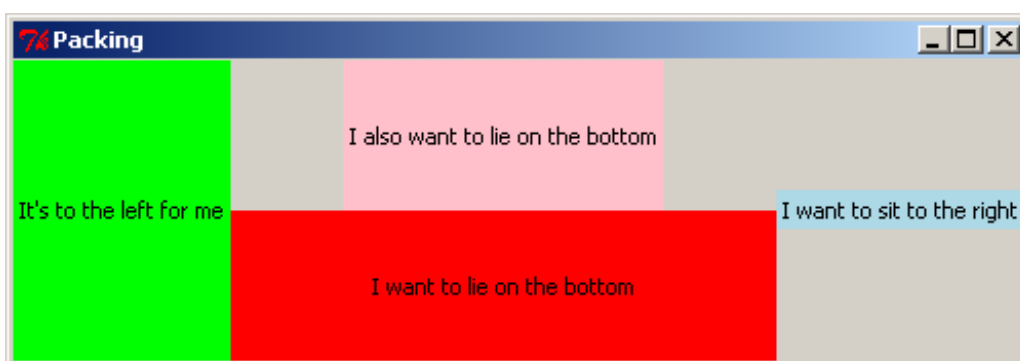 Packing
I also want to lie on the bottom
It's to the left for me
I want to sit to the right
I want to lie on the bottom